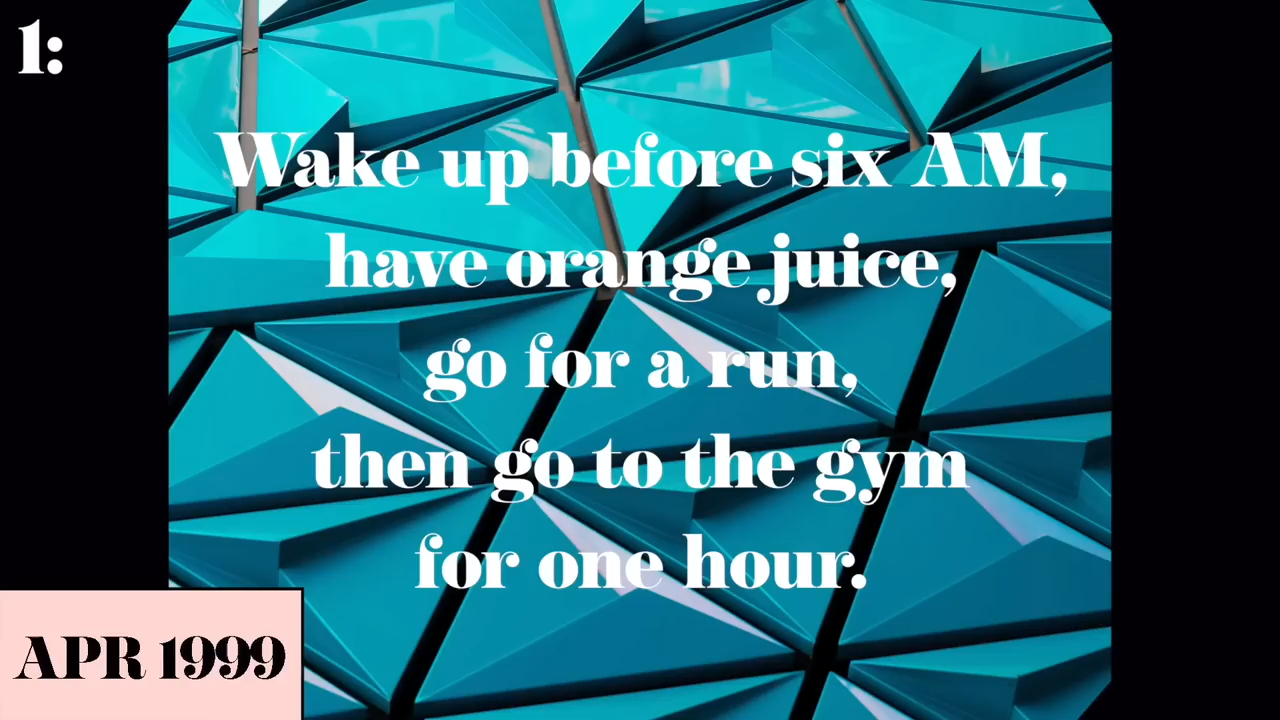 1:
Wake up before six AM,
have orange juice,
go for a run,
then go to the gym
for one hour.
APR 1999